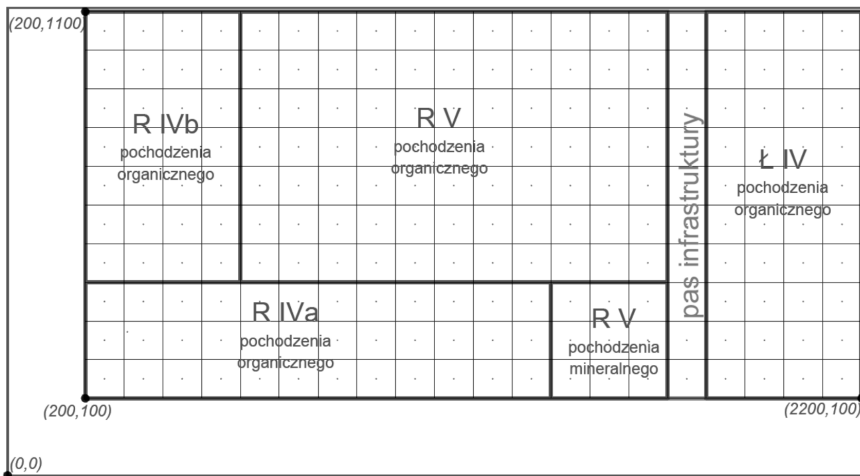 (200,1100)
R IVb
pochodzenia
organicznego
R V
pochodzenia
organicznego
pas infrastruktury
Ł IV
pochodzenia
organicznego
R IVa
pochodzenia
organicznego
R V
pochodzenia
mineralnego
(200,100)
(2200,100)
(0,0)